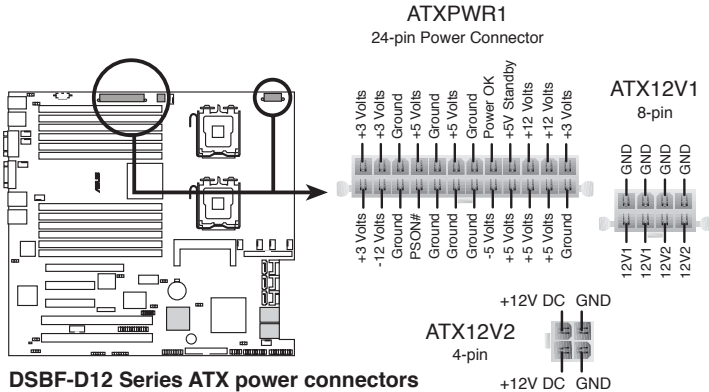 ATXPWR1
24-pin Power Connector
+3 Volts
+3 Volts
Ground
+5 Volts
Ground
+5 Volts
Ground
Power OK
+5V Standby
+12 Volts
+12 Volts
+3 Volts
+3 Volts
-12 Volts
Ground
PSON#
Ground
Ground
Ground
-5 Volts
+5 Volts
+5 Volts
+5 Volts
Ground
ATX12V1
8-pin
GND
GND
GND
GND
12V1
12V1
12V2
12V2
ASUS
ATX12V2
4-pin
+12V DC GND
+12V DC GND
DSBF-D12 Series ATX power connectors